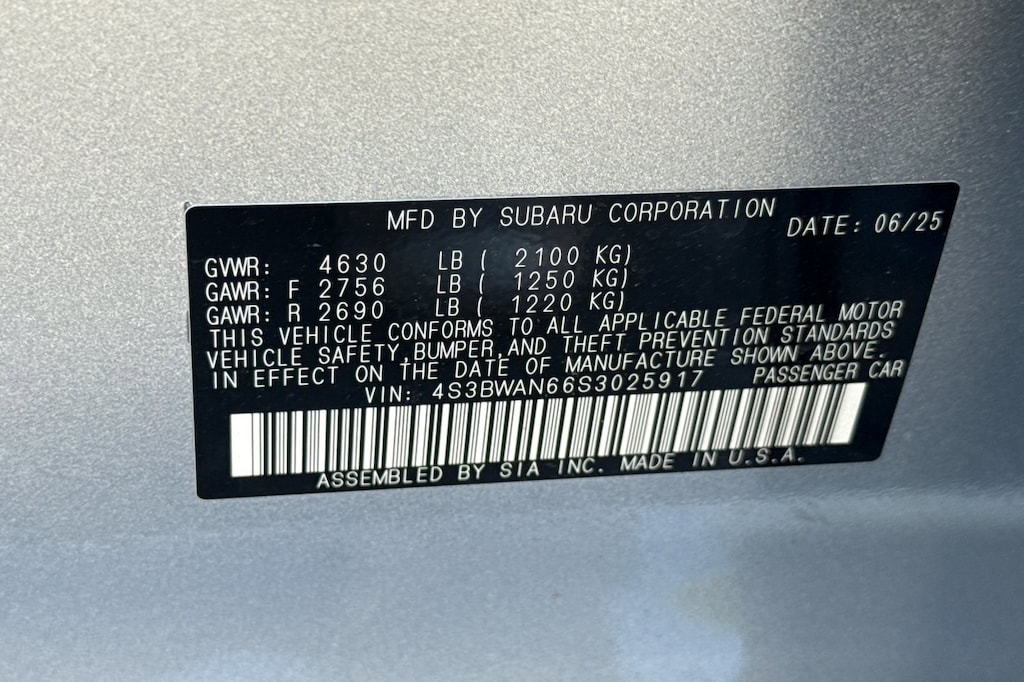 MFD BY SUBARU CORPORATION DATE: 06/25
GVWR: 4630 LB ( 2100 KG)
GAWR: F 2756 LB ( 1250 KG)
GAWR: R 2690 LB ( 1220 KG)
THIS VEHICLE CONFORMS TO ALL APPLICABLE FEDERAL MOTOR
VEHICLE SAFETY,BUMPER,AND THEFT PREVENTION STANDARDS
IN EFFECT ON THE DATE OF MANUFACTURE SHOWN ABOVE.
VIN: 4S3BWAN66S3025917 PASSENGER CAR
ASSEMBLED BY SIA INC. MADE IN U.S.A.